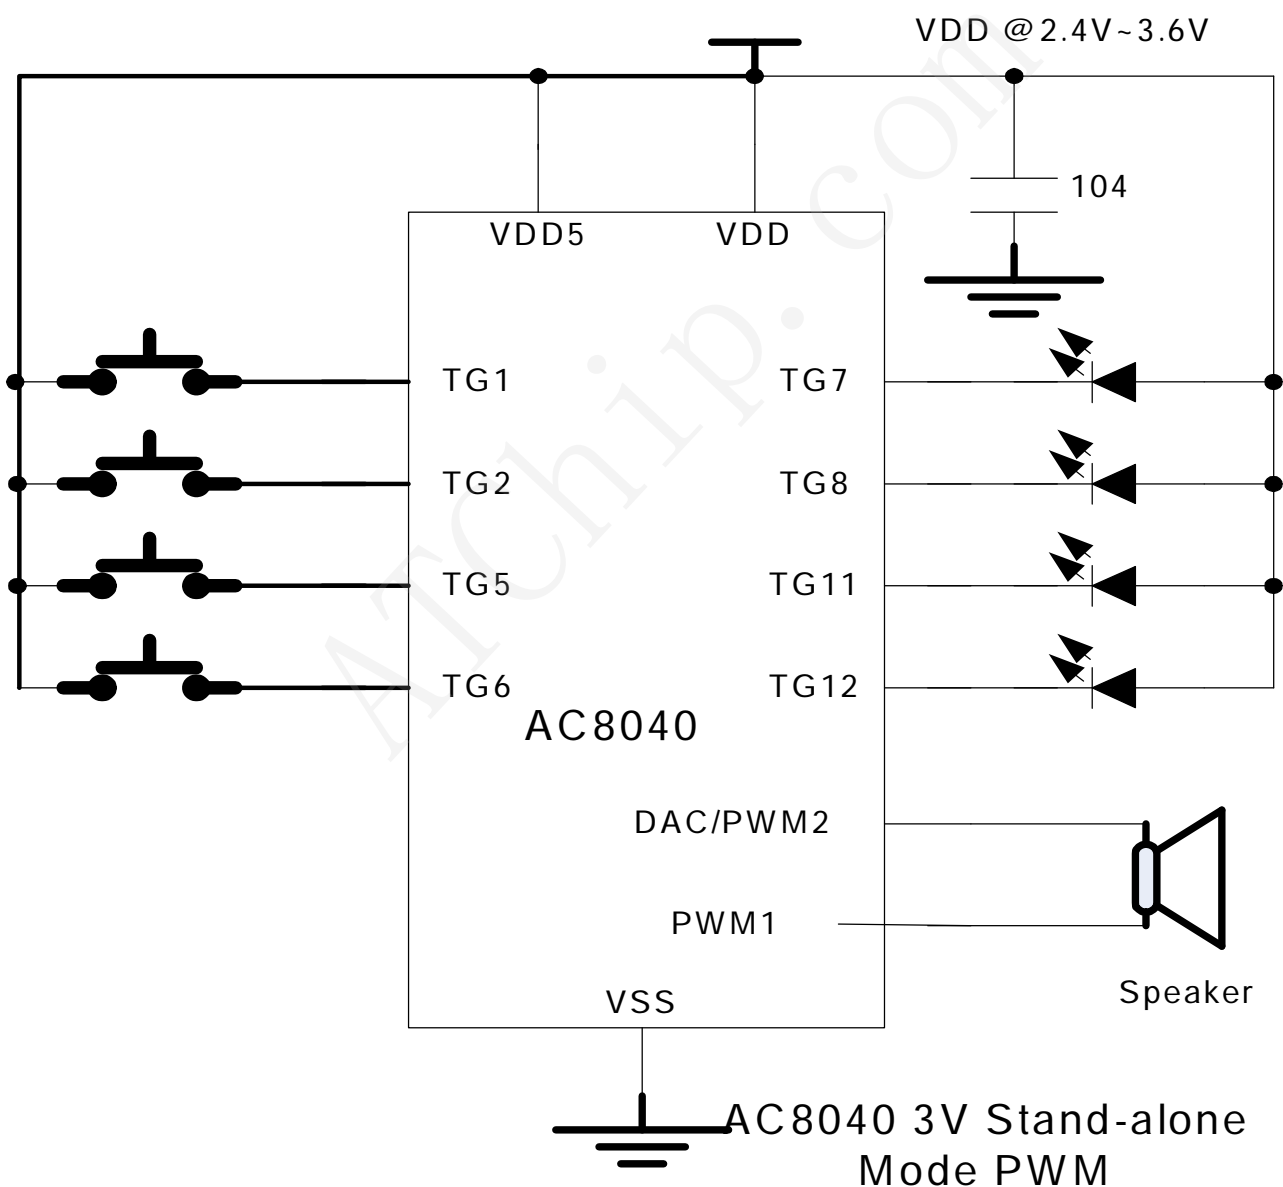 VDD @ 2.4V~3.6V
104
VDD5 VDD
TG1 TG7
TG2 TG8
TG5 TG11
TG6 TG12
AC8040
DAC/PWM2
PWM1
Speaker
VSS
AC8040 3V Stand-alone
Mode PWM
ATChip.com